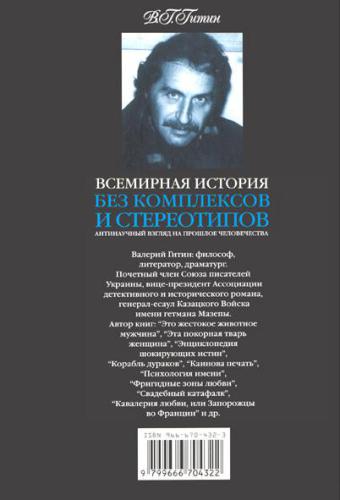 В.Г. Гитин
ВСЕМИРНАЯ ИСТОРИЯ
БЕЗ КОМПЛЕКСОВ
И СТЕРЕОТИПОВ
АНТИНАУЧНЫЙ ВЗГЛЯД НА ПРОШЛОЕ ЧЕЛОВЕЧЕСТВА
Валерий Гитин: философ,
литератор, драматург.
Почетный член Союза писателей
Украины, вице-президент Ассоциации
детективного и исторического романа,
генерал-есаул Казацкого Войска
имени гетмана Мазепы.
Автор книг: “Это жестокое животное
мужчина”, “Эта покорная тварь
женщина”, “Энциклопедия
шокирующих истин”,
“Корабль дураков”, “Каинова печать”,
“Психология имени”,
“Фригидные зоны любви”,
“Свадебный катафалк”,
“Кавалерия любви, или Запорожцы
во Франции” и др.
ISBN 966-670-432-3
9 799666 704322